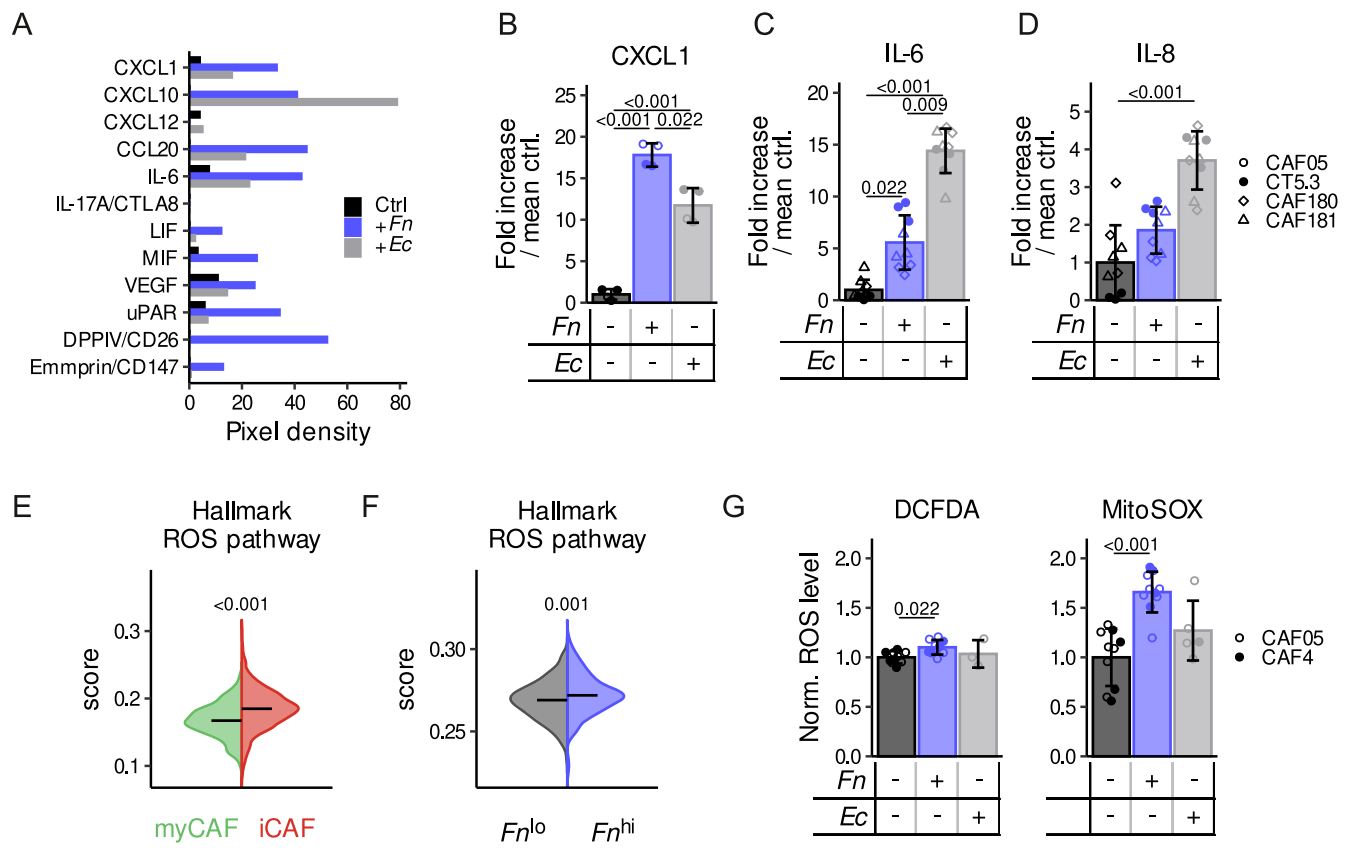 A
CXCL1
CXCL10
CXCL12
CCL20
IL-6
IL-17A/CTLA8
LIF
MIF
VEGF
uPAR
DPPIV/CD26
Emmprin/CD147
0 20 40 60 80
Pixel density
Ctrl
+Fn
+Ec
B
CXCL1
Fold increase
/ mean ctrl.
25
20
15
10
5
0
<0.001
<0.001 0.022
Fn - + -
Ec - - +
C
IL-6
Fold increase
/ mean ctrl.
20
15
10
5
0
<0.001
0.009
0.022
- + -
- - +
D
IL-8
Fold increase
/ mean ctrl.
5
4
3
2
1
0
<0.001
Fn - + -
Ec - - +
CAF05
CT5.3
CAF180
CAF181
E
Hallmark
ROS pathway
score
0.3
0.2
0.1
<0.001
myCAF iCAF
F
Hallmark
ROS pathway
score
0.30
0.25
0.001
Fnlo Fnhi
G
DCFDA
Norm. ROS level
2.0
1.5
1.0
0.5
0.0
0.022
Fn - + -
Ec - - +
MitoSOX
2.0
1.5
1.0
0.5
0.0
<0.001
- + -
- - +
CAF05
CAF4